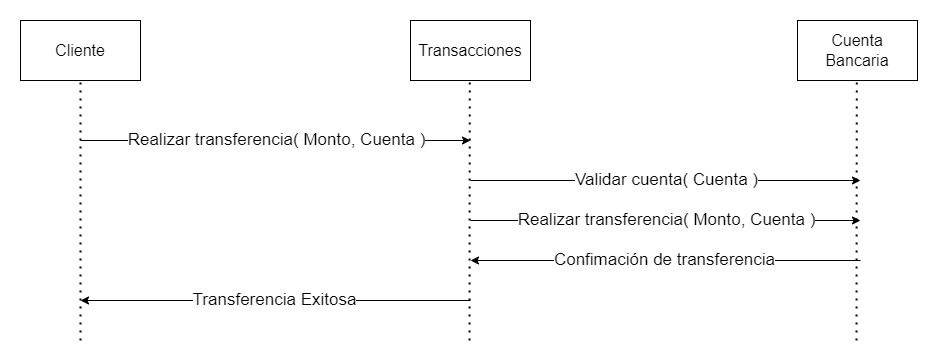 Cliente
Transacciones
Cuenta
Bancaria
Realizar transferencia( Monto, Cuenta )
Validar cuenta( Cuenta )
Realizar transferencia( Monto, Cuenta )
Confimación de transferencia
Transferencia Exitosa